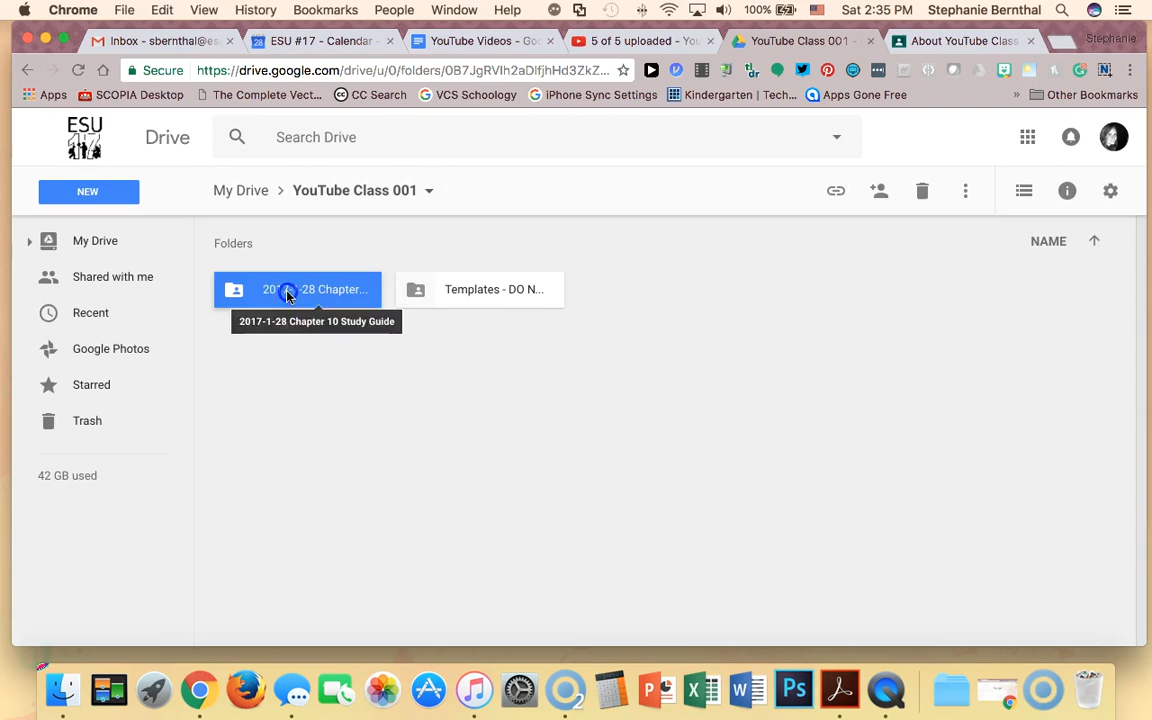 Chrome File Edit View History Bookmarks People Window Help 100% Sat 2:35 PM Stephanie Bernthal
Inbox - sbernthal@es
28 ESU #17 - Calendar -
YouTube Videos - Goo
5 of 5 uploaded - You
YouTube Class 001 -
About YouTube Class
Stephanie
Secure https://drive.google.com/drive/u/0/folders/0B7JgRVIh2aDlfjhHd3ZkZ...
Apps SCOPIA Desktop The Complete Vect... CC Search VCS Schoology iPhone Sync Settings Kindergarten | Tech... Apps Gone Free » Other Bookmarks
ESU
17
Drive
Search Drive
NEW
My Drive > YouTube Class 001
My Drive
Shared with me
Recent
Google Photos
Starred
Trash
42 GB used
Folders
NAME
2017-1-28 Chapter...
Templates - DO N...
2017-1-28 Chapter 10 Study Guide